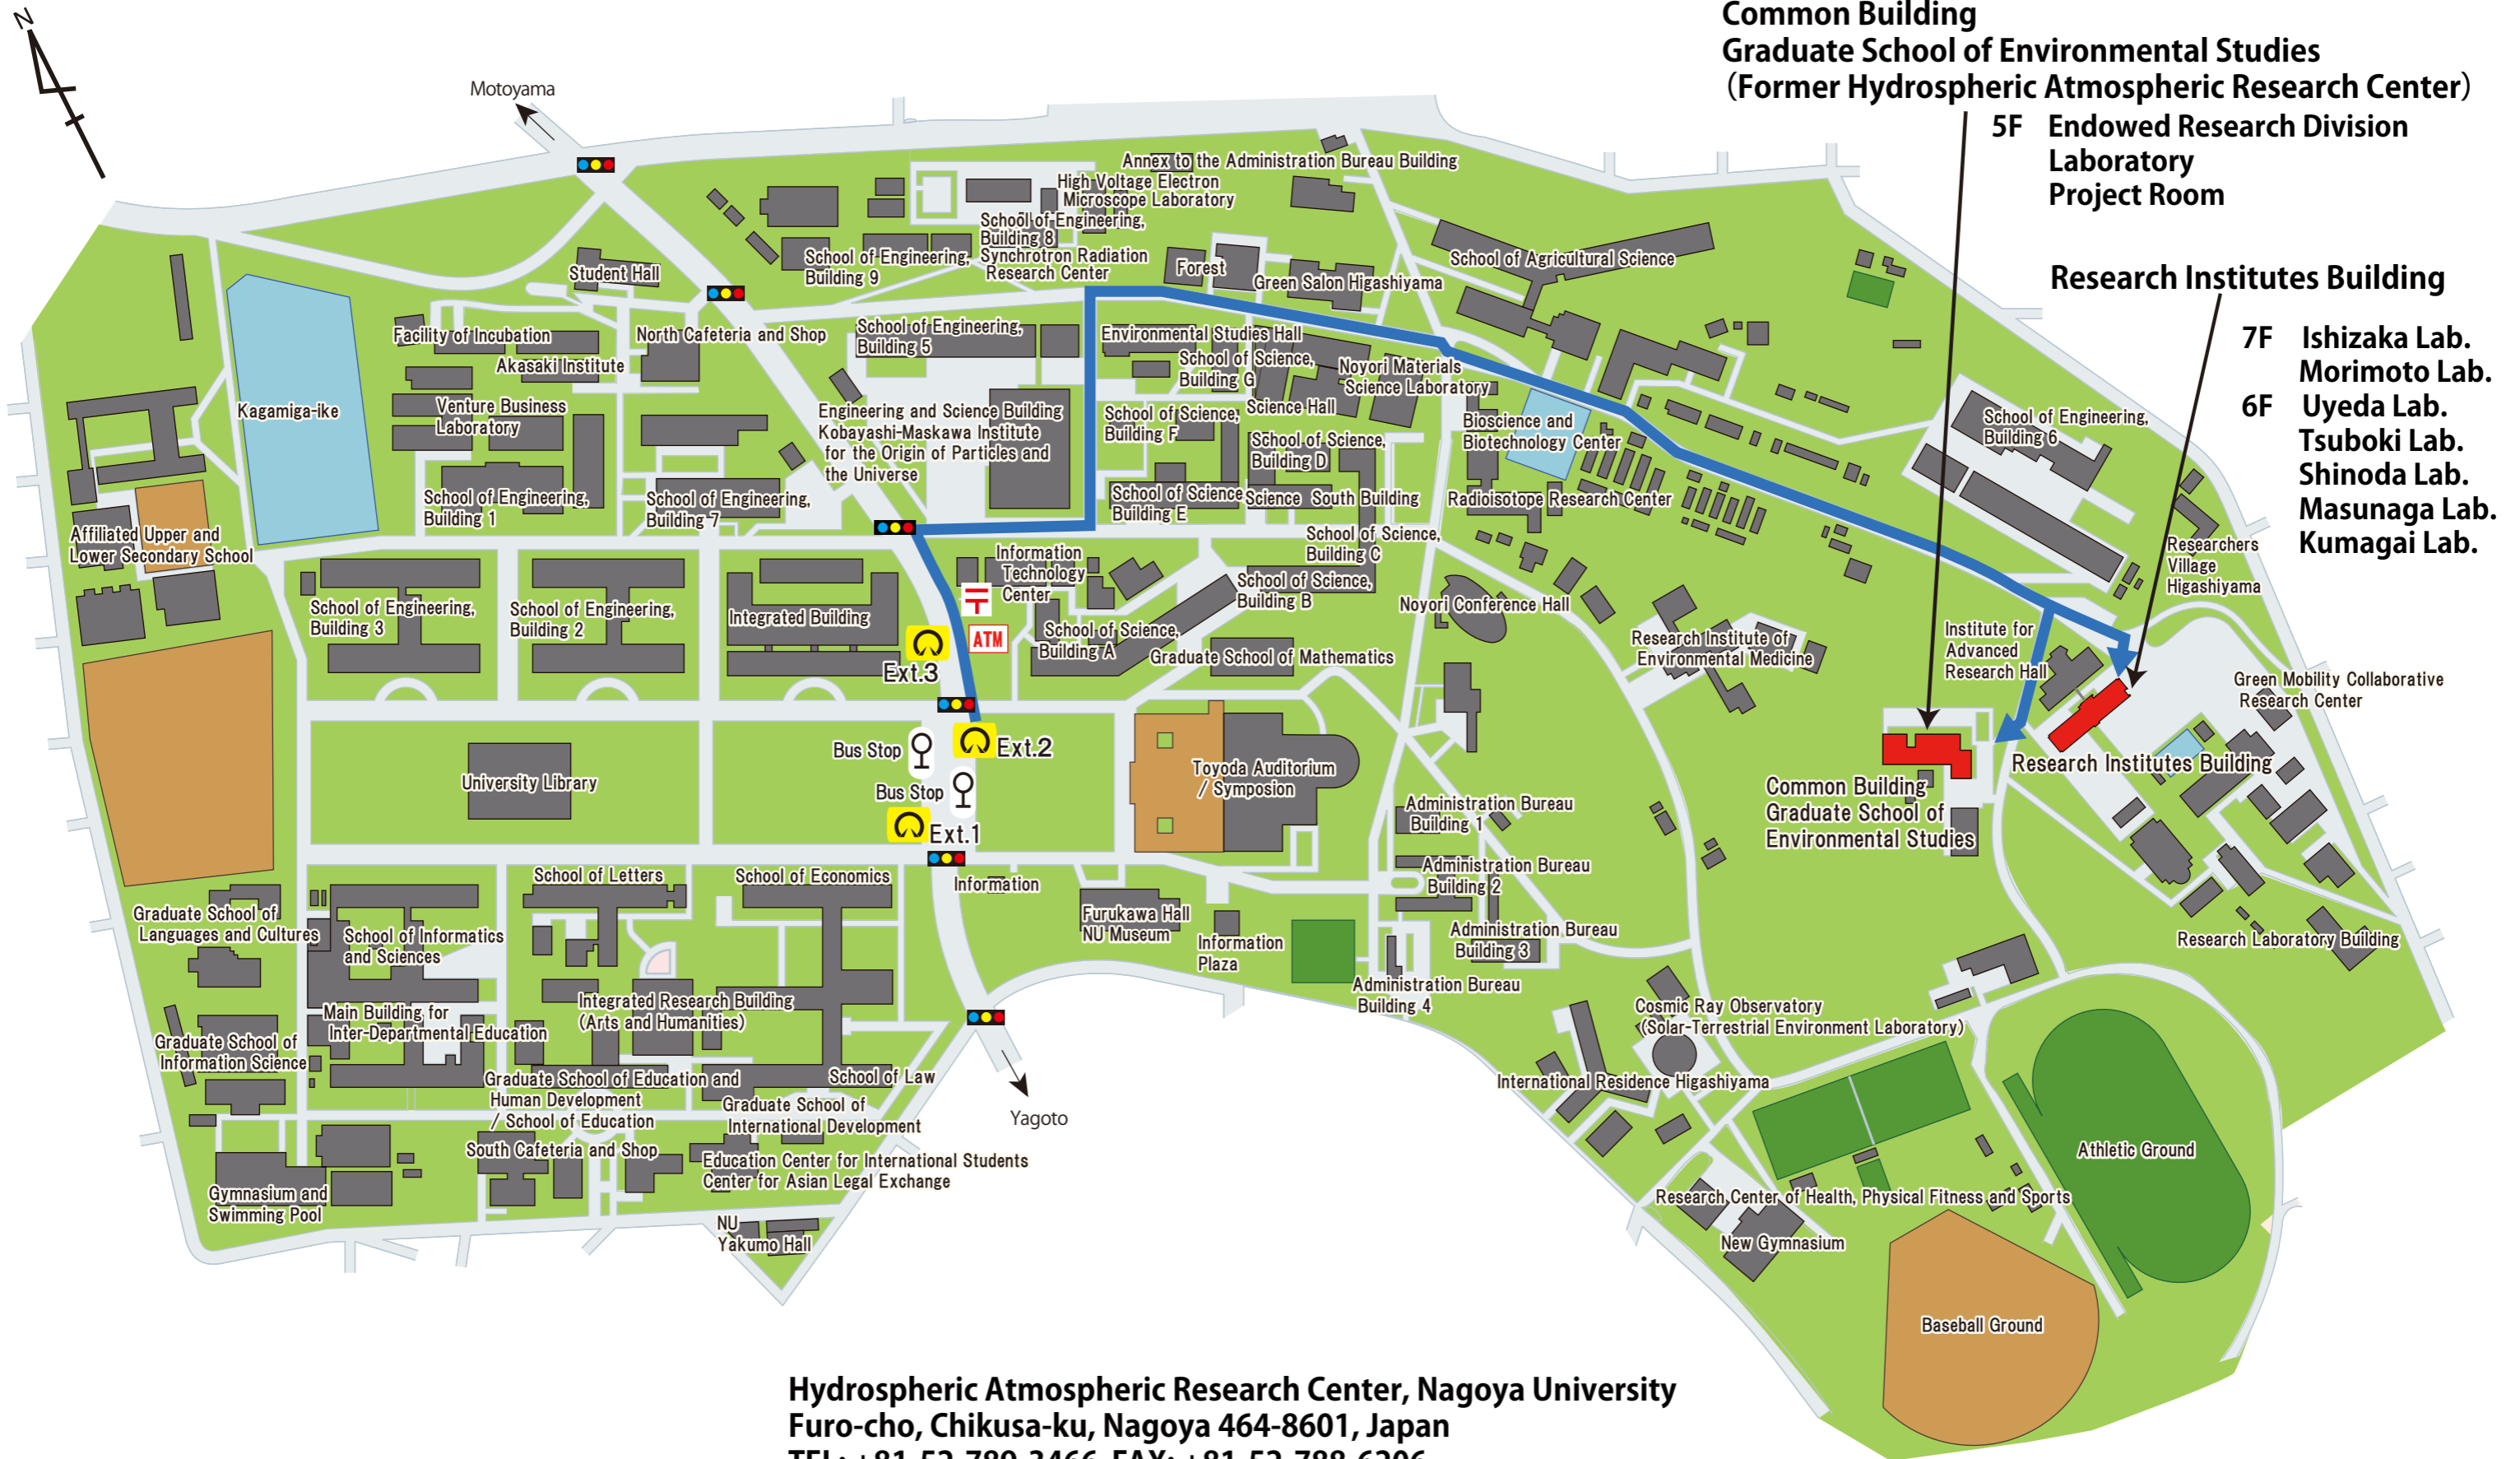 N
Motoyama
Common Building
Graduate School of Environmental Studies
(Former Hydrospheric Atmospheric Research Center)
5F Endowed Research Division
Laboratory
Project Room
Research Institutes Building
7F Ishizaka Lab.
Morimoto Lab.
6F Uyeda Lab.
Tsuboki Lab.
Shinoda Lab.
Masunaga Lab.
Kumagai Lab.
Annex to the Administration Bureau Building
High Voltage Electron
Microscope Laboratory
School of Engineering,
Building 8
Synchrotron Radiation
Research Center
School of Engineering,
Building 9
Student Hall
Forest
Green Salon Higashiyama
School of Agricultural Science
Facility of Incubation
Akasaki Institute
North Cafeteria and Shop
School of Engineering,
Building 5
Environmental Studies Hall
School of Science,
Building G
Noyori Materials
Science Laboratory
Kagamiga-ike
Venture Business
Laboratory
Engineering and Science Building
Kobayashi-Maskawa Institute
for the Origin of Particles and
the Universe
School of Science,
Building F
Science Hall
School of Science,
Building D
Bioscience and
Biotechnology Center
School of Engineering,
Building 6
School of Engineering,
Building 1
School of Engineering,
Building 7
School of Science
Building E
Science South Building
Radioisotope Research Center
Affiliated Upper and
Lower Secondary School
School of Science,
Building C
Researchers
Village
Higashiyama
Information
Technology
Center
School of Science,
Building B
Noyori Conference Hall
School of Engineering,
Building 3
School of Engineering,
Building 2
Integrated Building
ATM
Ext.3
School of Science,
Building A
Graduate School of Mathematics
Research Institute of
Environmental Medicine
Institute for
Advanced
Research Hall
Green Mobility Collaborative
Research Center
Bus Stop
Ext.2
University Library
Bus Stop
Ext.1
Toyoda Auditorium
/ Symposion
Research Institutes Building
Common Building
Graduate School of
Environmental Studies
Administration Bureau
Building 1
Administration Bureau
Building 2
Administration Bureau
Building 3
Administration Bureau
Building 4
School of Letters
School of Economics
Information
Furukawa Hall
NU Museum
Information
Plaza
Graduate School of
Languages and Cultures
School of Informatics
and Sciences
Research Laboratory Building
Integrated Research Building
(Arts and Humanities)
Main Building for
Inter-Departmental Education
Graduate School of
Information Science
Cosmic Ray Observatory
(Solar-Terrestrial Environment Laboratory)
Graduate School of Education and
Human Development
/ School of Education
School of Law
International Residence Higashiyama
Graduate School of
International Development
Yagoto
South Cafeteria and Shop
Education Center for International Students
Center for Asian Legal Exchange
Athletic Ground
Gymnasium and
Swimming Pool
Research Center of Health, Physical Fitness and Sports
NU
Yakumo Hall
New Gymnasium
Baseball Ground
Hydrospheric Atmospheric Research Center, Nagoya University
Furo-cho, Chikusa-ku, Nagoya 464-8601, Japan
TEL: +81-52-789-3466 FAX: +81-52-788-6206